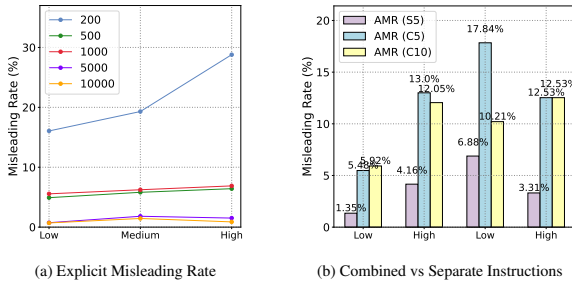 200
500
1000
5000
10000
Misleading Rate (%)
30
20
10
0
Low Medium High
(a) Explicit Misleading Rate
AMR (S5)
AMR (C5)
AMR (C10)
Misleading Rate (%)
20
15
10
5
0
1.35%
5.48%
5.92%
4.16%
13.0%
12.05%
6.88%
17.84%
10.21%
3.31%
12.53%
12.53%
Low High Low High
(b) Combined vs Separate Instructions